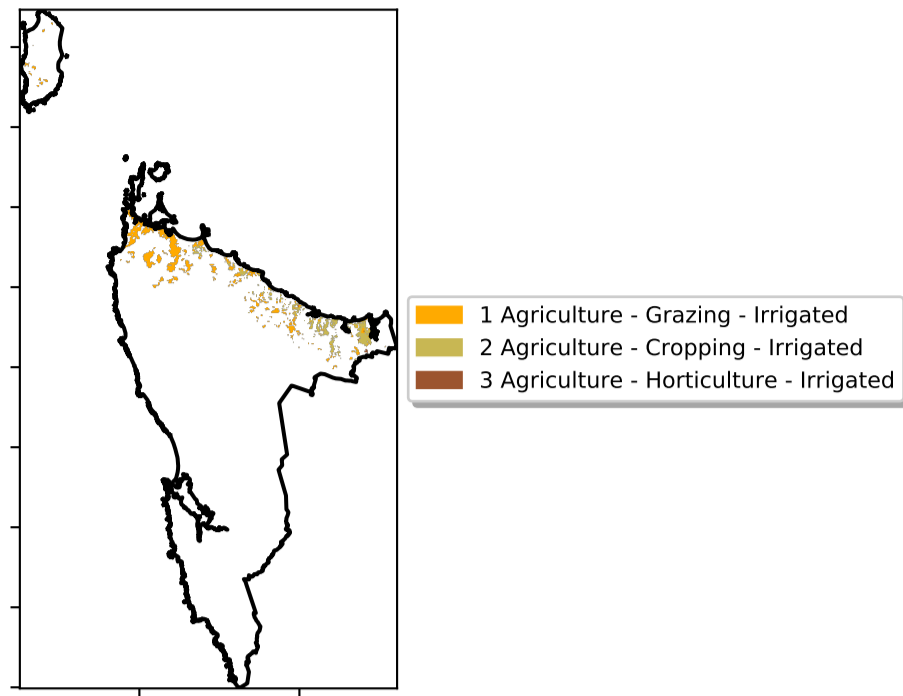 1 Agriculture - Grazing - Irrigated
2 Agriculture - Cropping - Irrigated
3 Agriculture - Horticulture - Irrigated